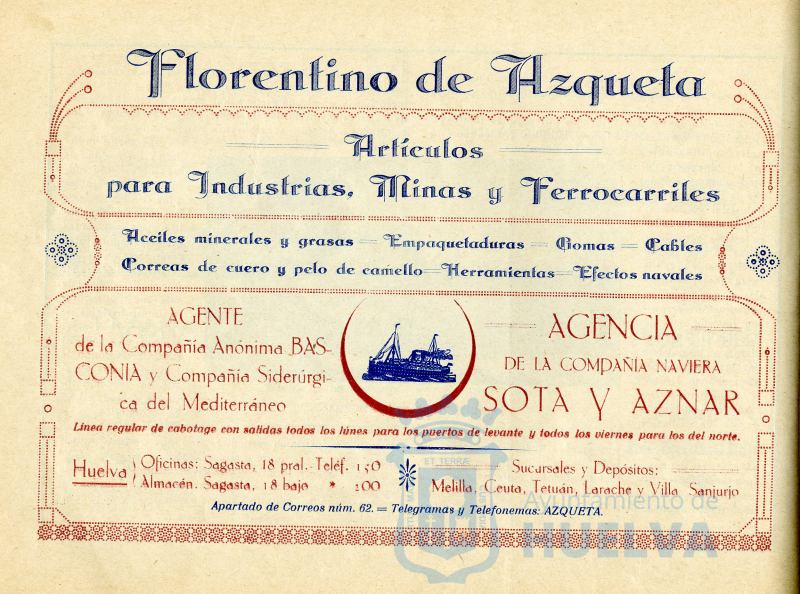 Florentino de Azqueta
Artículos
para Industrias, Minas y Ferrocarriles
Aceites minerales y grasas = Empaquetaduras = Gomas = Cables
Correas de cuero y pelo de camello = Herramientas = Efectos navales
AGENTE
de la Compañía Anónima BAS-
CONIA y Compañía Siderúrgi-
ca del Mediterráneo
AGENCIA
DE LA COMPAÑIA NAVIERA
SOTA Y AZNAR
Línea regular de cabotage con salidas todos los lúnes para los puertos de levante y todos los viernes para los del norte.
Huelva
Oficinas: Sagasta, 18 pral. - Teléf. 150
Almacén. Sagasta, 18 bajo » 200
Sucursales y Depósitos:
Melilla, Ceuta, Tetuán, Larache y Villa Sanjurjo
Apartado de Correos núm. 62. = Telegramas y Telefonemas: AZQUETA.
Ayuntamiento de
HUELVA